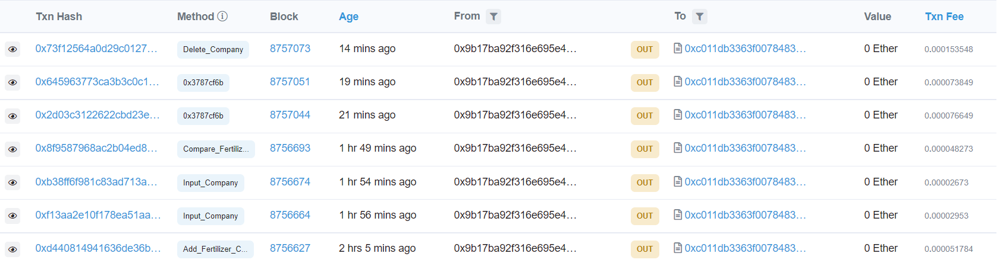 Txn Hash Method Block Age From To Value Txn Fee
0x73f12564a0d29c0127... Delete_Company 8757073 14 mins ago 0x9b17ba92f316e695e4... OUT 0xc011db3363f0078483... 0 Ether 0.000153548
0x645963773ca3b3c0c1... 0x3787cf6b 8757051 19 mins ago 0x9b17ba92f316e695e4... OUT 0xc011db3363f0078483... 0 Ether 0.000073849
0x2d03c3122622cbd23e... 0x3787cf6b 8757044 21 mins ago 0x9b17ba92f316e695e4... OUT 0xc011db3363f0078483... 0 Ether 0.000076649
0x8f9587968ac2b04ed8... Compare_Fertiliz... 8756693 1 hr 49 mins ago 0x9b17ba92f316e695e4... OUT 0xc011db3363f0078483... 0 Ether 0.000048273
0xb38ff6f981c83ad713a... Input_Company 8756674 1 hr 54 mins ago 0x9b17ba92f316e695e4... OUT 0xc011db3363f0078483... 0 Ether 0.00002673
0xf13aa2e10f178ea51aa... Input_Company 8756664 1 hr 56 mins ago 0x9b17ba92f316e695e4... OUT 0xc011db3363f0078483... 0 Ether 0.00002953
0xd440814941636de36b... Add_Fertilizer_C... 8756627 2 hrs 5 mins ago 0x9b17ba92f316e695e4... OUT 0xc011db3363f0078483... 0 Ether 0.000051784